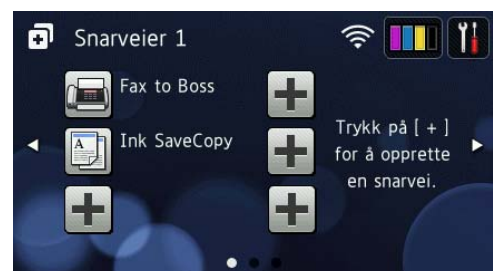 Snarveier 1
Fax to Boss
Ink SaveCopy
Trykk på [ + ]
for å opprette
en snarvei.